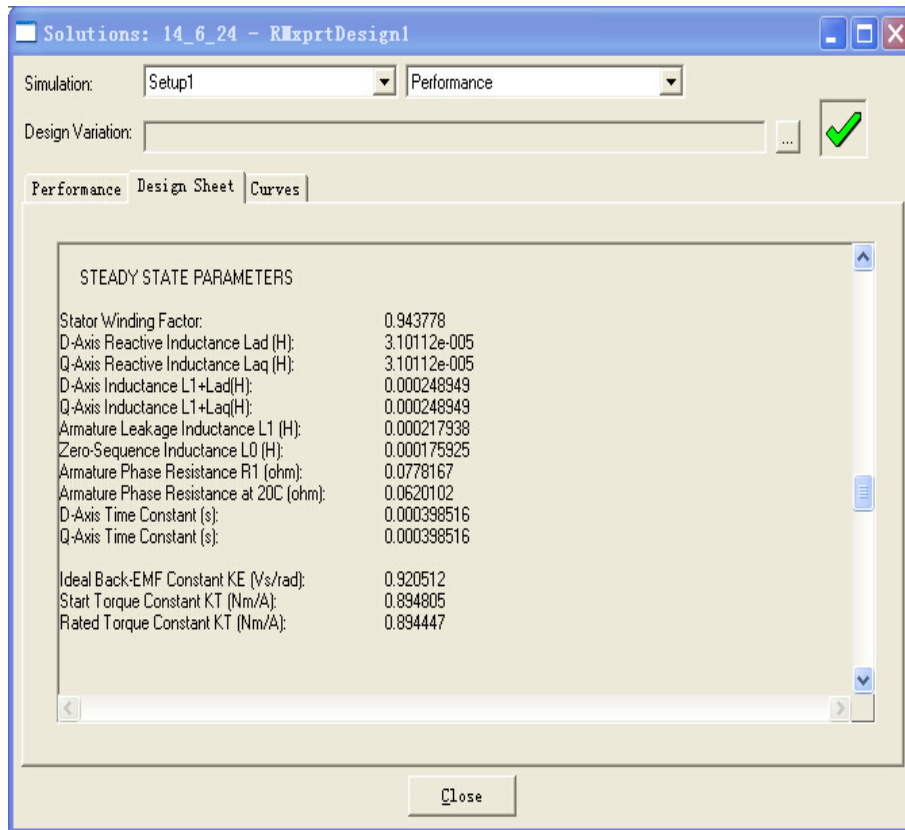 Solutions: 14_6_24 - RMxprtDesign1
Simulation: Setup1 Performance
Design Variation: ...
Performance Design Sheet Curves
STEADY STATE PARAMETERS
Stator Winding Factor: 0.943778
D-Axis Reactive Inductance Lad (H): 3.10112e-005
Q-Axis Reactive Inductance Laq (H): 3.10112e-005
D-Axis Inductance L1+Lad(H): 0.000248949
Q-Axis Inductance L1+Laq(H): 0.000248949
Armature Leakage Inductance L1 (H): 0.000217938
Zero-Sequence Inductance L0 (H): 0.000175925
Armature Phase Resistance R1 (ohm): 0.0778167
Armature Phase Resistance at 20C (ohm): 0.0620102
D-Axis Time Constant (s): 0.000398516
Q-Axis Time Constant (s): 0.000398516
Ideal Back-EMF Constant KE (Vs/rad): 0.920512
Start Torque Constant KT (Nm/A): 0.894805
Rated Torque Constant KT (Nm/A): 0.894447
Close